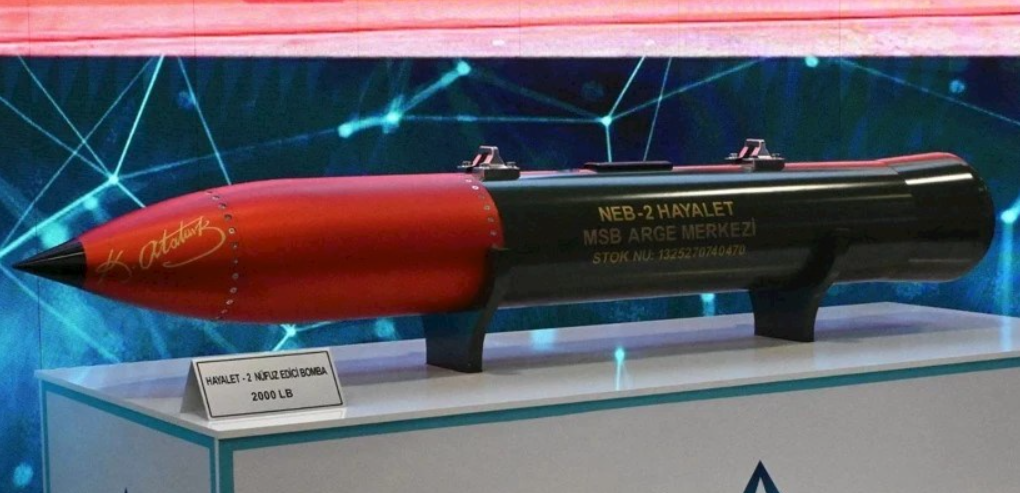 K. Atatürk
NEB-2 HAYALET
MSB ARGE MERKEZİ
STOK NU: 1325270740470
HAYALET - 2 NÜFUZ EDİCİ BOMBA
2000 LB